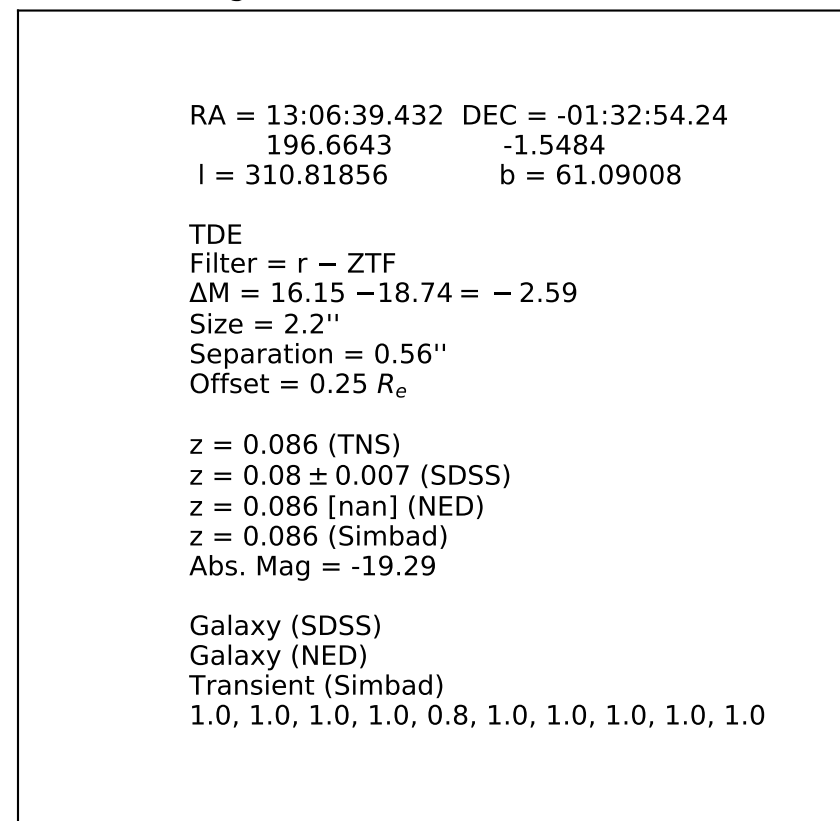 RA = 13:06:39.432 DEC = -01:32:54.24
196.6643 -1.5484
l = 310.81856 b = 61.09008
TDE
Filter = r − ZTF
ΔM = 16.15 −18.74 = − 2.59
Size = 2.2''
Separation = 0.56''
Offset = 0.25 Rₑ
z = 0.086 (TNS)
z = 0.08 ± 0.007 (SDSS)
z = 0.086 [nan] (NED)
z = 0.086 (Simbad)
Abs. Mag = -19.29
Galaxy (SDSS)
Galaxy (NED)
Transient (Simbad)
1.0, 1.0, 1.0, 1.0, 0.8, 1.0, 1.0, 1.0, 1.0, 1.0